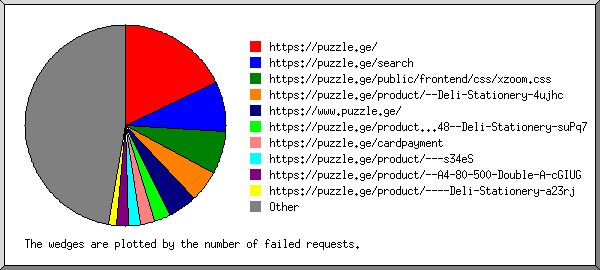 https://puzzle.ge/
https://puzzle.ge/search
https://puzzle.ge/public/frontend/css/xzoom.css
https://puzzle.ge/product/--Deli-Stationery-4ujhc
https://www.puzzle.ge/
https://puzzle.ge/product...48--Deli-Stationery-suPq7
https://puzzle.ge/cardpayment
https://puzzle.ge/product/---s34eS
https://puzzle.ge/product/--A4-80-500-Double-A-cGIUG
https://puzzle.ge/product/----Deli-Stationery-a23rj
Other
The wedges are plotted by the number of failed requests.